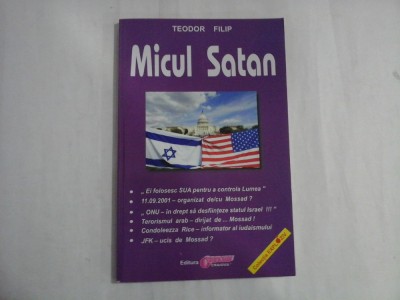 TEODOR FILIP
Micul Satan
• „ Ei folosesc SUA pentru a controla Lumea "
• 11.09.2001 – organizat de/cu Mossad ?
• „ ONU – în drept să desființeze statul Israel !!! "
• Terorismul arab – dirijat de ... Mossad !
• Condoleezza Rice – informator al iudaismului
• JFK – ucis de Mossad ?
Editura